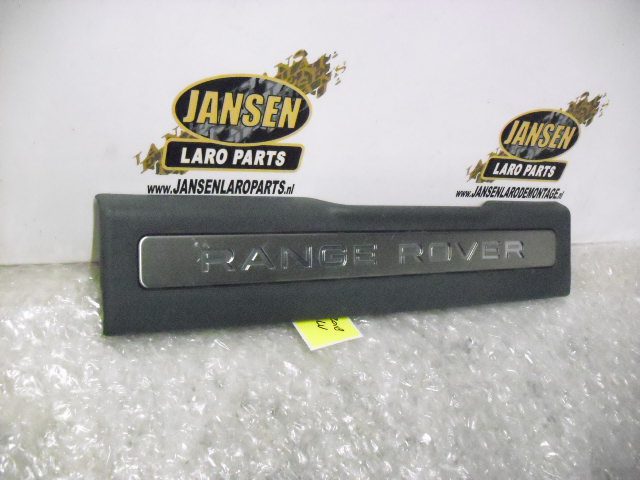 JANSEN
LARO PARTS
www.JANSENLAROPARTS.nl
JANSEN
LARO PARTS
www.JANSENLARODEMONTAGE.nl
RANGE ROVER